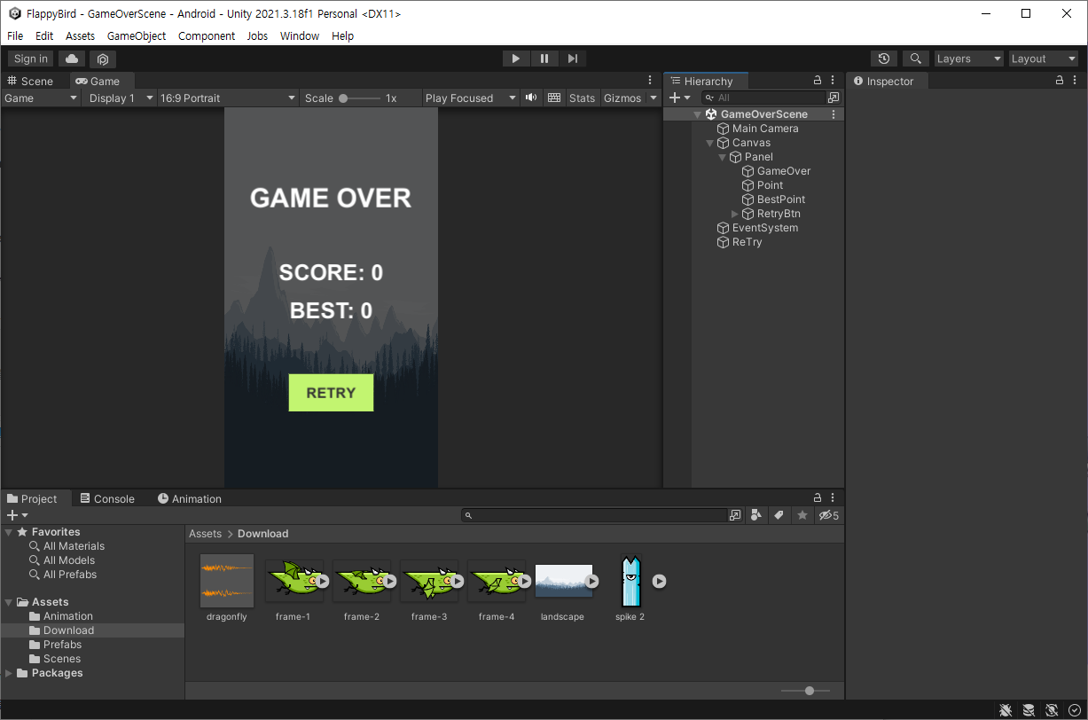 FlappyBird - GameOverScene - Android - Unity 2021.3.18f1 Personal <DX11>
File Edit Assets GameObject Component Jobs Window Help
Sign in Layers Layout
Scene Game
Game Display 1 16:9 Portrait Scale 1x Play Focused Stats Gizmos
GAME OVER
SCORE: 0
BEST: 0
RETRY
Hierarchy
All
GameOverScene
Main Camera
Canvas
Panel
GameOver
Point
BestPoint
RetryBtn
EventSystem
ReTry
Inspector
Project Console Animation
5
Favorites
All Materials
All Models
All Prefabs
Assets
Animation
Download
Prefabs
Scenes
Packages
Assets > Download
dragonfly frame-1 frame-2 frame-3 frame-4 landscape spike 2